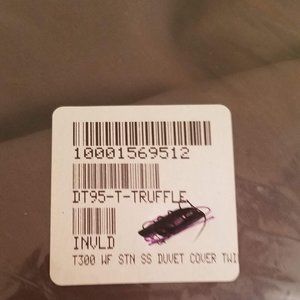 10001569512
DT95-T-TRUFFLE
INVLD
T300 WF STN SS DUVET COVER TWI